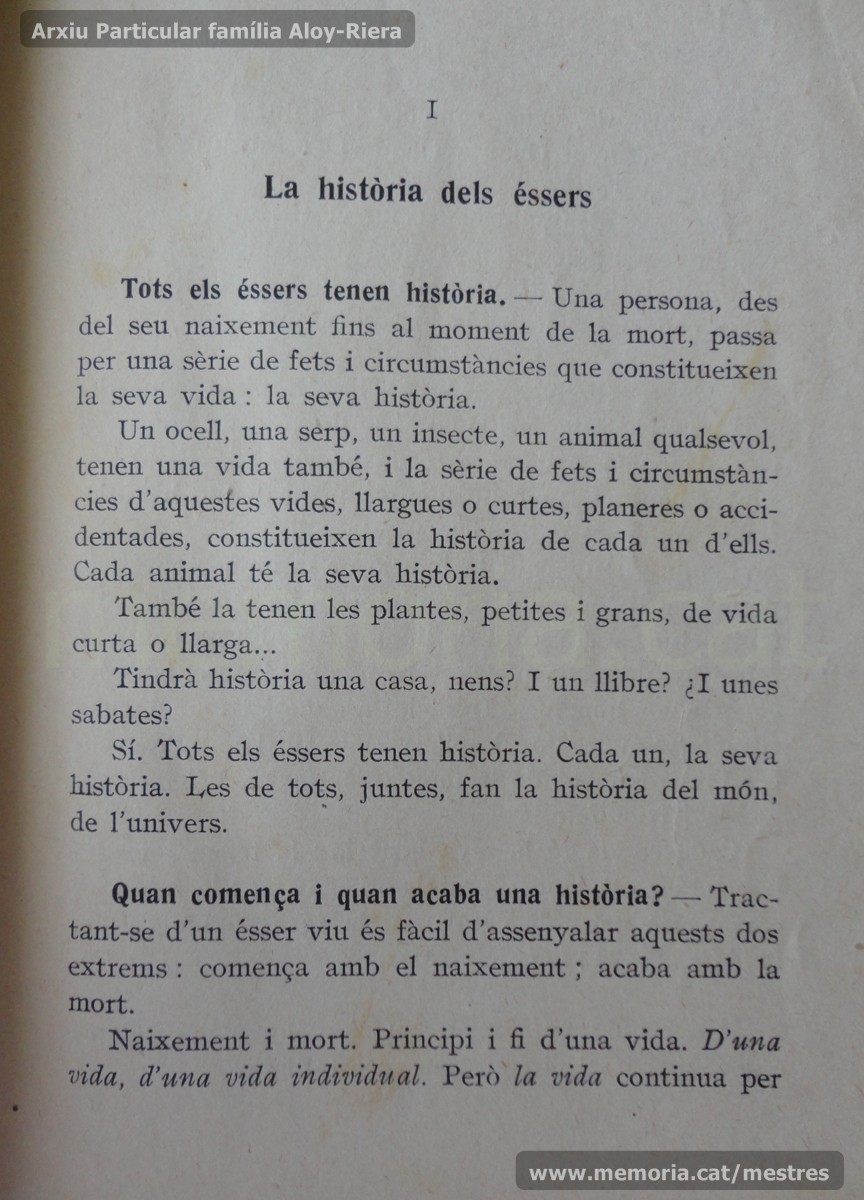 Arxiu Particular família Aloy-Riera
I
La història dels éssers
Tots els éssers tenen història. — Una persona, des
del seu naixement fins al moment de la mort, passa
per una sèrie de fets i circumstàncies que constitueixen
la seva vida : la seva història.
Un ocell, una serp, un insecte, un animal qualsevol,
tenen una vida també, i la sèrie de fets i circumstàn-
cies d'aquestes vides, llargues o curtes, planeres o acci-
dentades, constitueixen la història de cada un d'ells.
Cada animal té la seva història.
També la tenen les plantes, petites i grans, de vida
curta o llarga...
Tindrà història una casa, nens? I un llibre? ¿I unes
sabates?
Sí. Tots els éssers tenen història. Cada un, la seva
història. Les de tots, juntes, fan la història del món,
de l'univers.
Quan comença i quan acaba una història? — Trac-
tant-se d'un ésser viu és fàcil d'assenyalar aquests dos
extrems : comença amb el naixement ; acaba amb la
mort.
Naixement i mort. Principi i fi d'una vida. D'una
vida, d'una vida individual. Però la vida continua per
www.memoria.cat/mestres